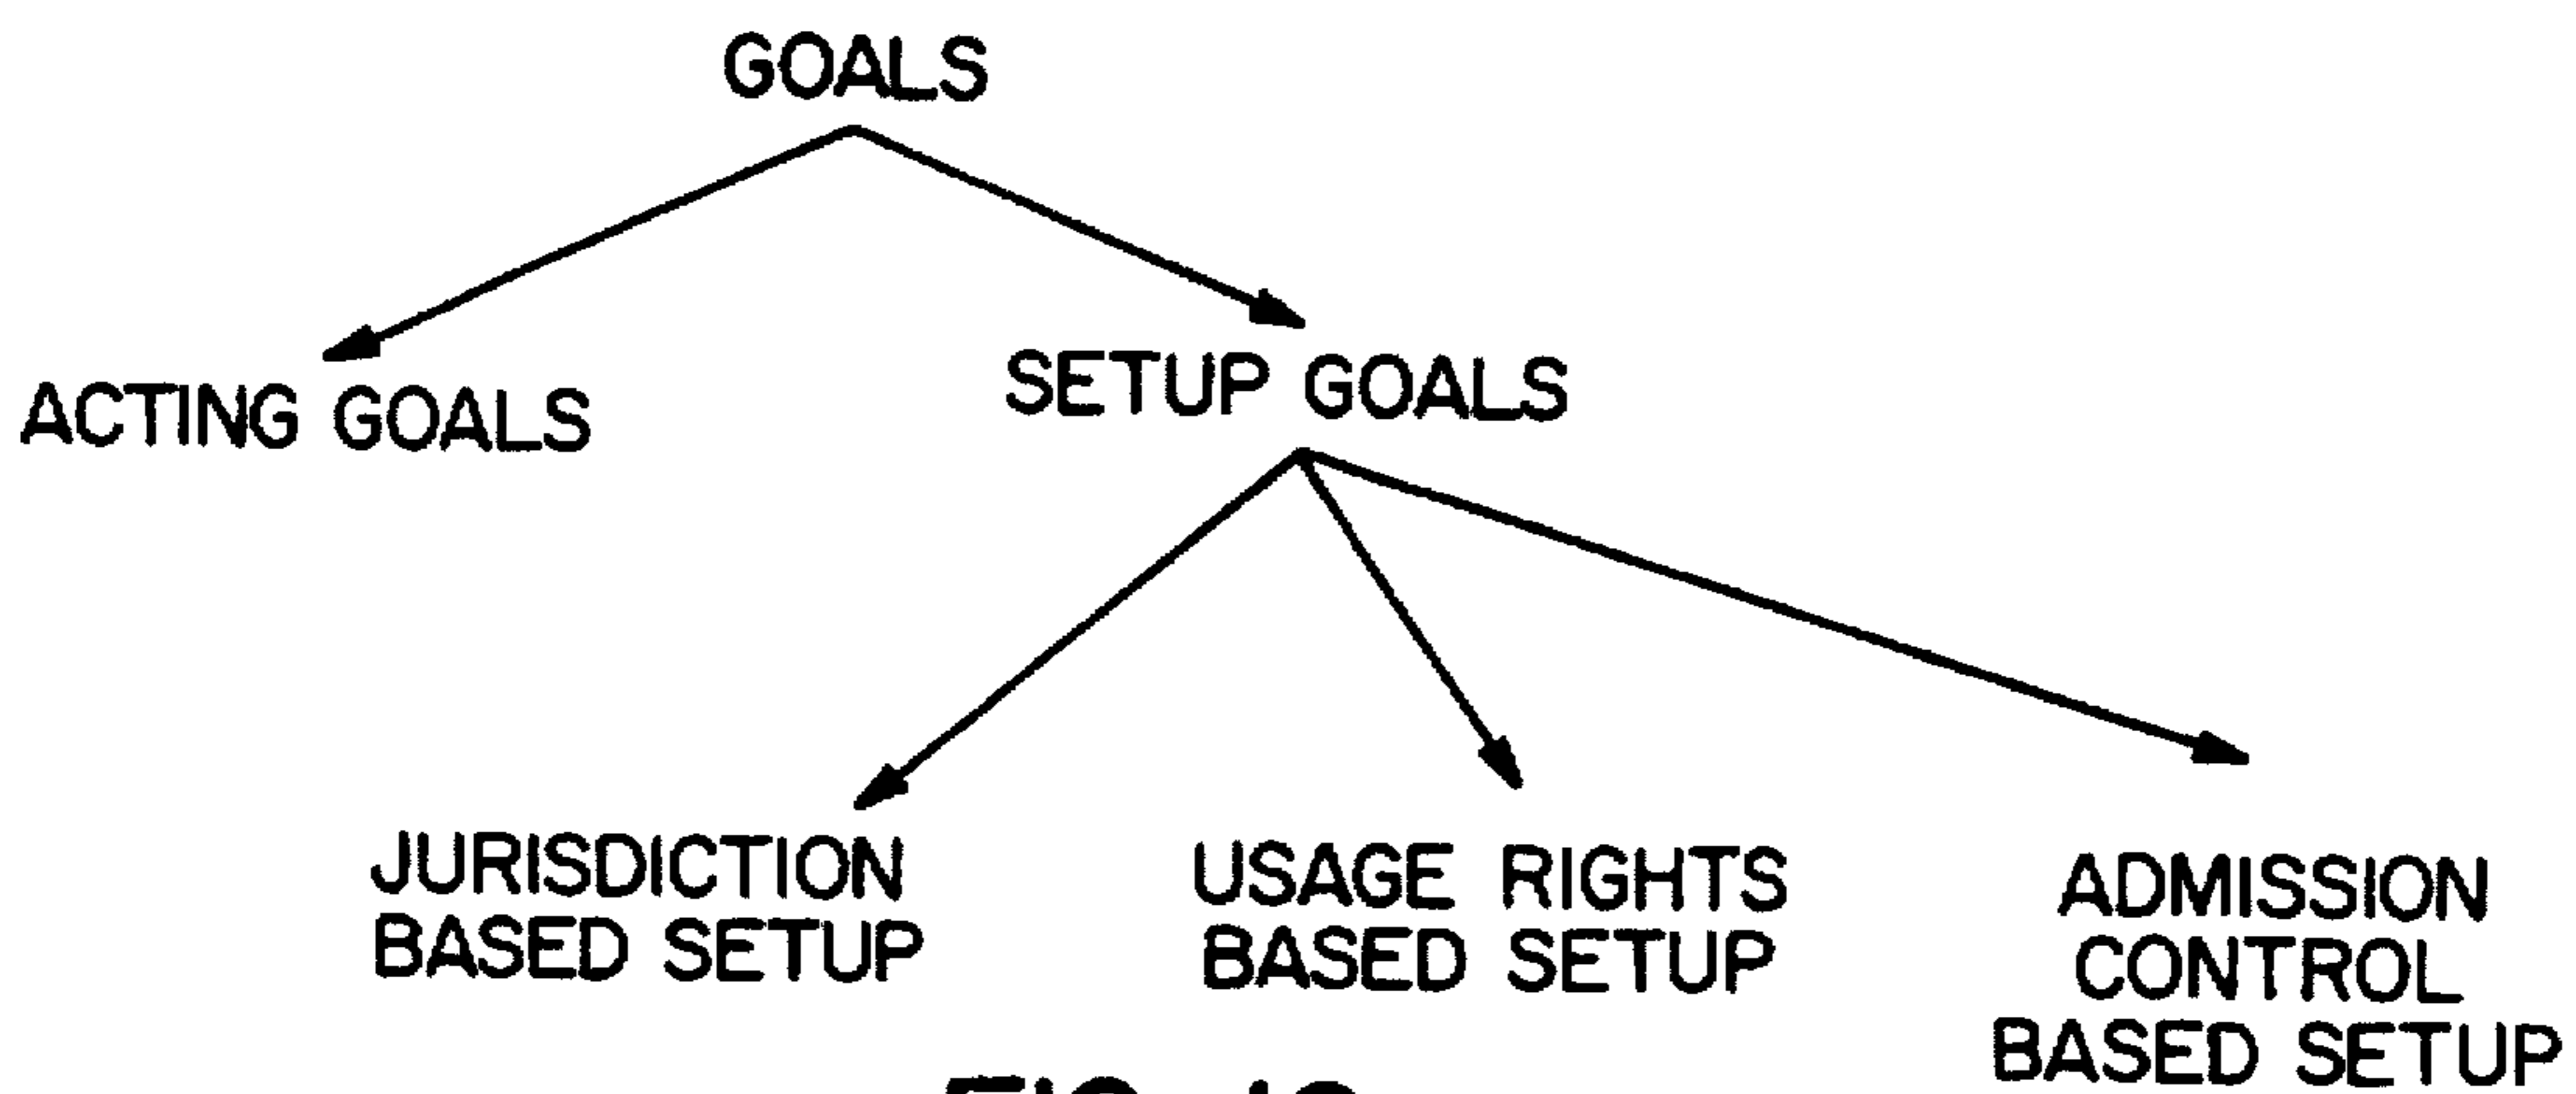 GOALS
ACTING GOALS
SETUP GOALS
JURISDICTION
BASED SETUP
USAGE RIGHTS
BASED SETUP
ADMISSION
CONTROL
BASED SETUP